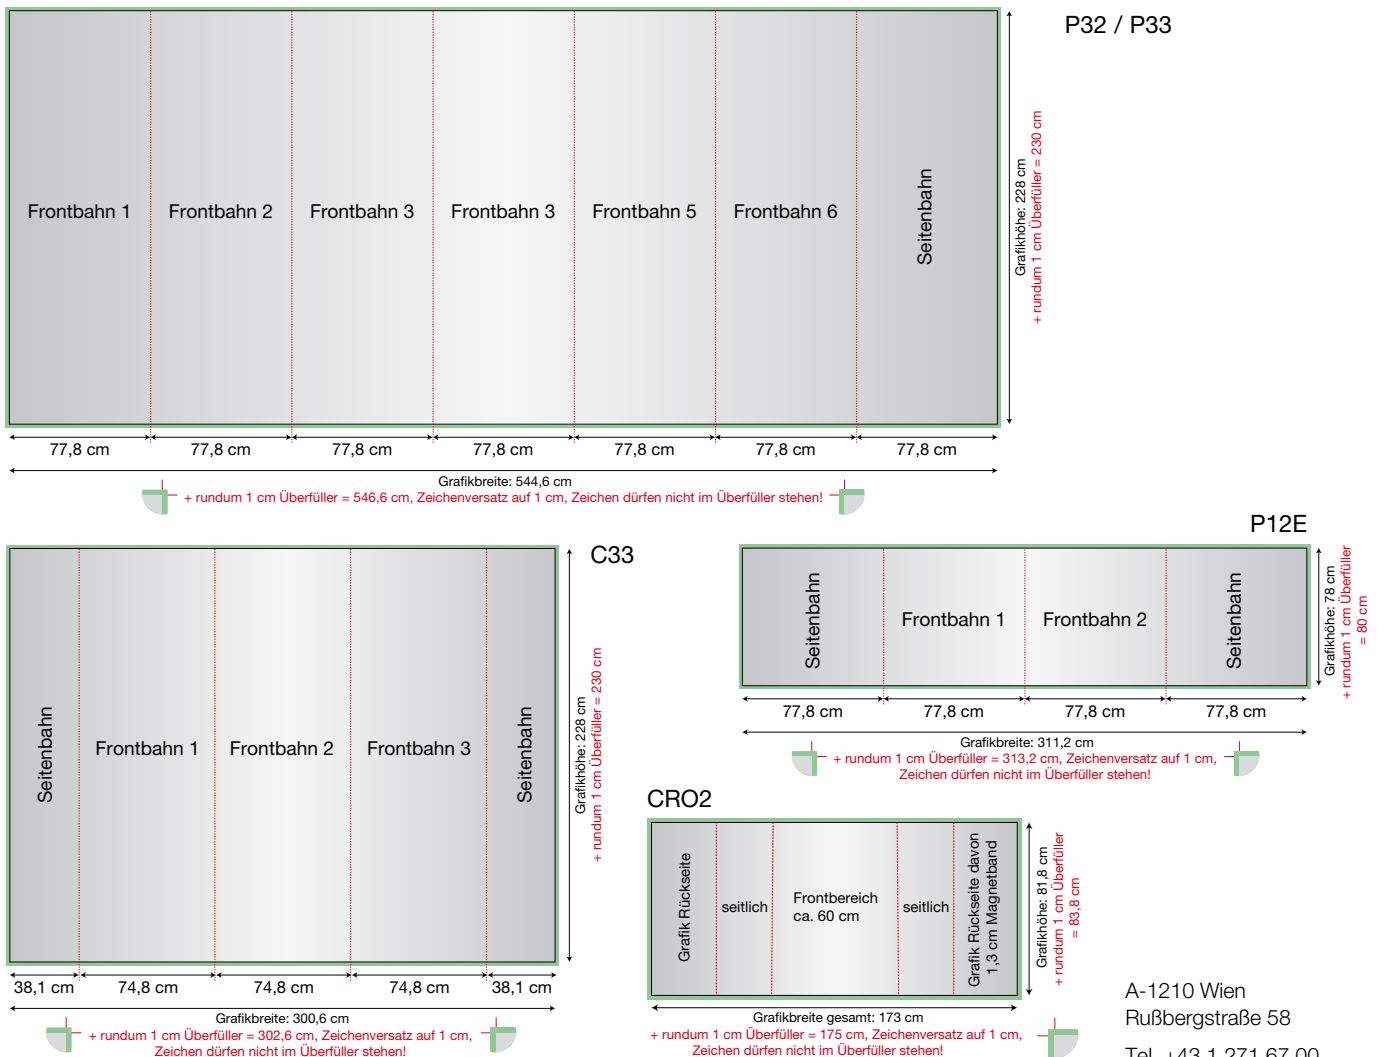 P32 / P33
Frontbahn 1
Frontbahn 2
Frontbahn 3
Frontbahn 3
Frontbahn 5
Frontbahn 6
Seitenbahn
Grafikhöhe: 228 cm
+ rundum 1 cm Überfüller = 230 cm
77,8 cm
77,8 cm
77,8 cm
77,8 cm
77,8 cm
77,8 cm
77,8 cm
Grafikbreite: 544,6 cm
+ rundum 1 cm Überfüller = 546,6 cm, Zeichenversatz auf 1 cm, Zeichen dürfen nicht im Überfüller stehen!
C33
Seitenbahn
Frontbahn 1
Frontbahn 2
Frontbahn 3
Seitenbahn
Grafikhöhe: 228 cm
+ rundum 1 cm Überfüller = 230 cm
38,1 cm
74,8 cm
74,8 cm
74,8 cm
38,1 cm
Grafikbreite: 300,6 cm
+ rundum 1 cm Überfüller = 302,6 cm, Zeichenversatz auf 1 cm,
Zeichen dürfen nicht im Überfüller stehen!
P12E
Seitenbahn
Frontbahn 1
Frontbahn 2
Seitenbahn
Grafikhöhe: 78 cm
+ rundum 1 cm Überfüller
= 80 cm
77,8 cm
77,8 cm
77,8 cm
77,8 cm
Grafikbreite: 311,2 cm
+ rundum 1 cm Überfüller = 313,2 cm, Zeichenversatz auf 1 cm,
Zeichen dürfen nicht im Überfüller stehen!
CRO2
Grafik Rückseite
seitlich
Frontbereich
ca. 60 cm
seitlich
Grafik Rückseite davon
1,3 cm Magnetband
Grafikhöhe: 81,8 cm
+ rundum 1 cm Überfüller
= 83,8 cm
Grafikbreite gesamt: 173 cm
+ rundum 1 cm Überfüller = 175 cm, Zeichenversatz auf 1 cm,
Zeichen dürfen nicht im Überfüller stehen!
A-1210 Wien
Rußbergstraße 58
Tel. +43 1 271 67 00